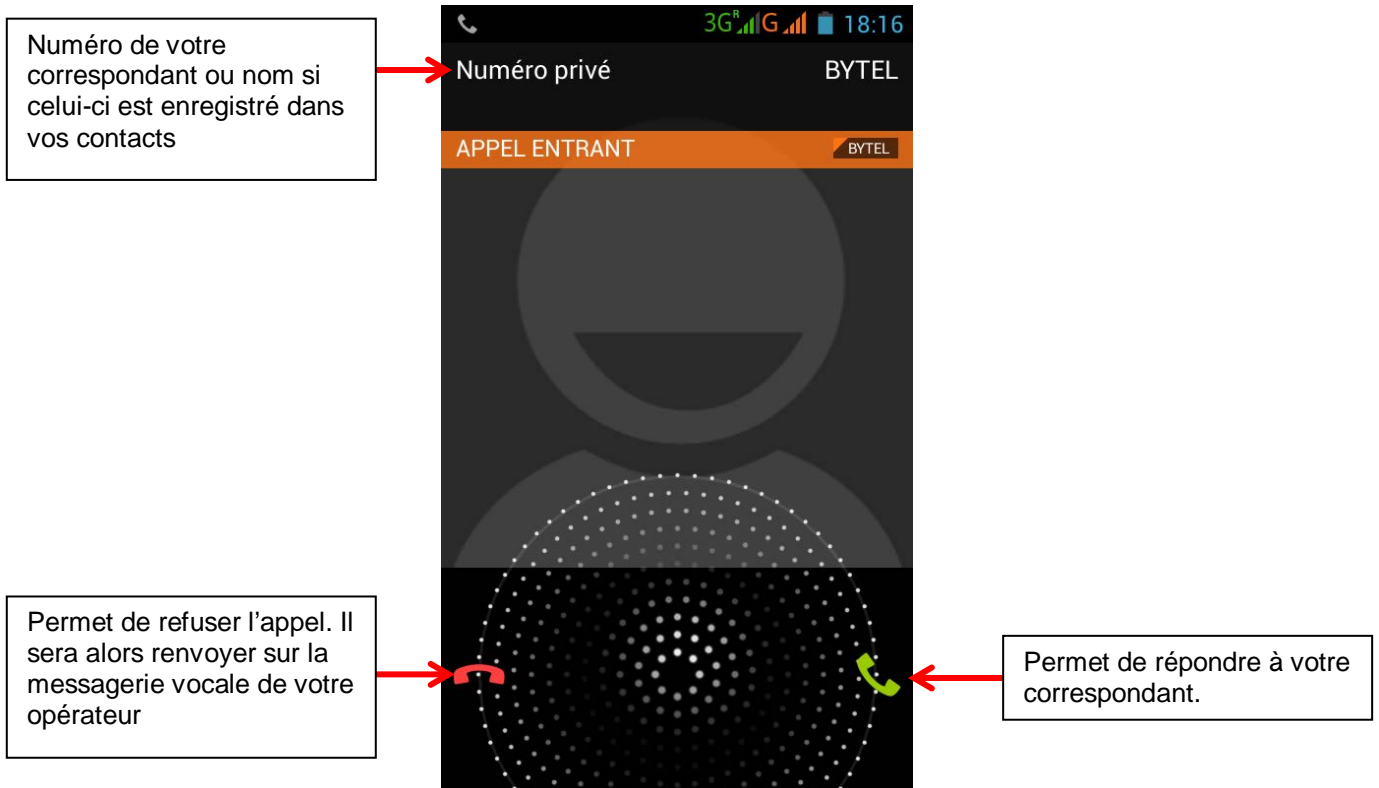 Numéro de votre
correspondant ou nom si
celui-ci est enregistré dans
vos contacts
3G R G 18:16
Numéro privé BYTEL
APPEL ENTRANT BYTEL
Permet de refuser l’appel. Il
sera alors renvoyer sur la
messagerie vocale de votre
opérateur
Permet de répondre à votre
correspondant.